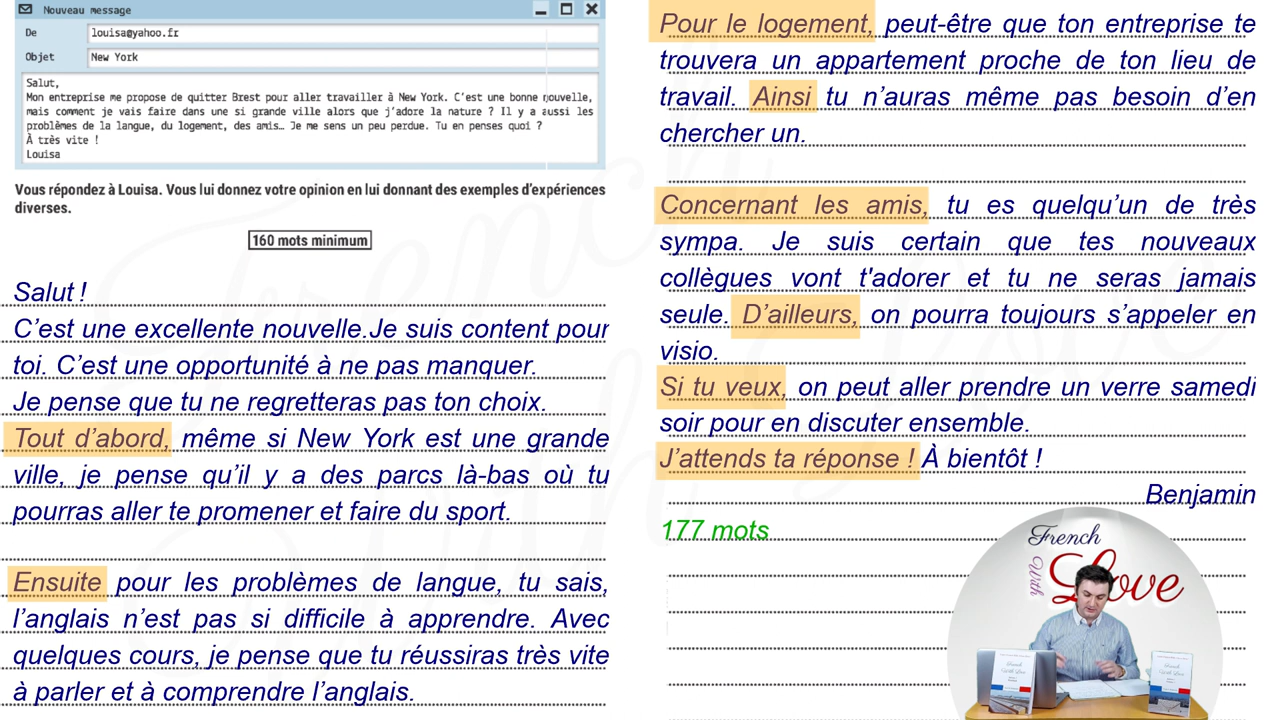 Nouveau message
De louisa@yahoo.fr
Objet New York
Salut,
Mon entreprise me propose de quitter Brest pour aller travailler à New York. C'est une bonne nouvelle,
mais comment je vais faire dans une si grande ville alors que j'adore la nature ? Il y a aussi les
problèmes de la langue, du logement, des amis… Je me sens un peu perdue. Tu en penses quoi ?
À très vite !
Louisa
Vous répondez à Louisa. Vous lui donnez votre opinion en lui donnant des exemples d'expériences
diverses.
160 mots minimum
Salut !
C'est une excellente nouvelle.Je suis content pour
toi. C'est une opportunité à ne pas manquer.
Je pense que tu ne regretteras pas ton choix.
Tout d'abord, même si New York est une grande
ville, je pense qu'il y a des parcs là-bas où tu
pourras aller te promener et faire du sport.
Ensuite pour les problèmes de langue, tu sais,
l'anglais n'est pas si difficile à apprendre. Avec
quelques cours, je pense que tu réussiras très vite
à parler et à comprendre l'anglais.
Pour le logement, peut-être que ton entreprise te
trouvera un appartement proche de ton lieu de
travail. Ainsi tu n'auras même pas besoin d'en
chercher un.
Concernant les amis, tu es quelqu'un de très
sympa. Je suis certain que tes nouveaux
collègues vont t'adorer et tu ne seras jamais
seule. D'ailleurs, on pourra toujours s'appeler en
visio.
Si tu veux, on peut aller prendre un verre samedi
soir pour en discuter ensemble.
J'attends ta réponse ! À bientôt !
Benjamin
177 mots
French
With
Love